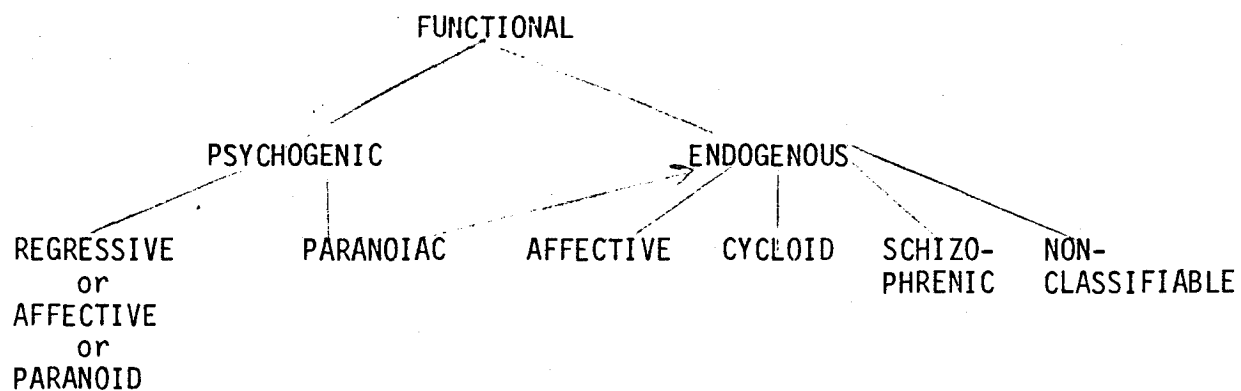 FUNCTIONAL
PSYCHOGENIC ENDOGENOUS
REGRESSIVE PARANOIAC AFFECTIVE CYCLOID SCHIZO- NON-
or PHRENIC CLASSIFIABLE
AFFECTIVE
or
PARANOID